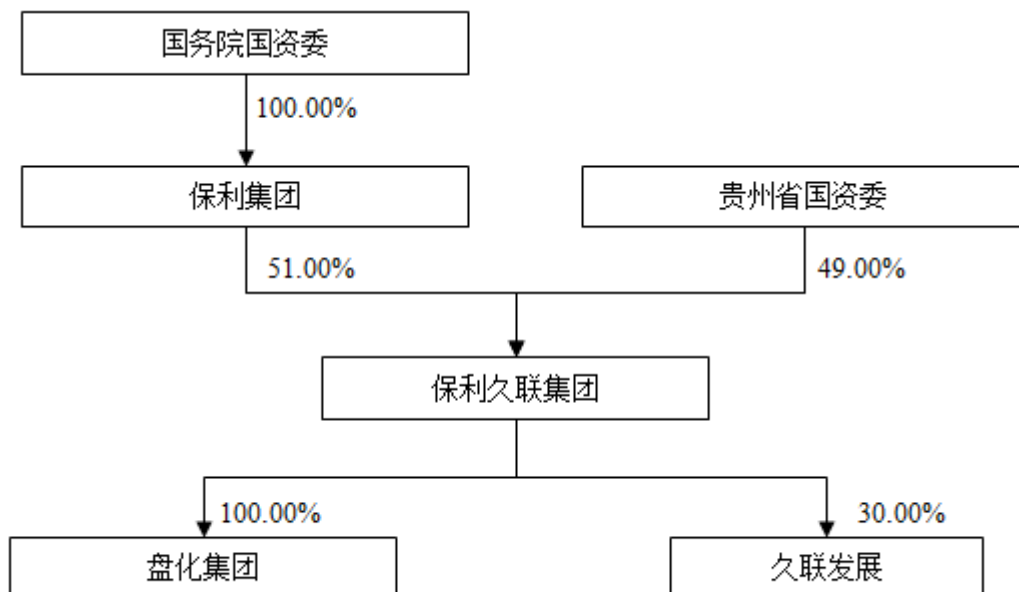 国务院国资委
100.00%
保利集团
贵州省国资委
51.00%
49.00%
保利久联集团
100.00%
30.00%
盘化集团
久联发展